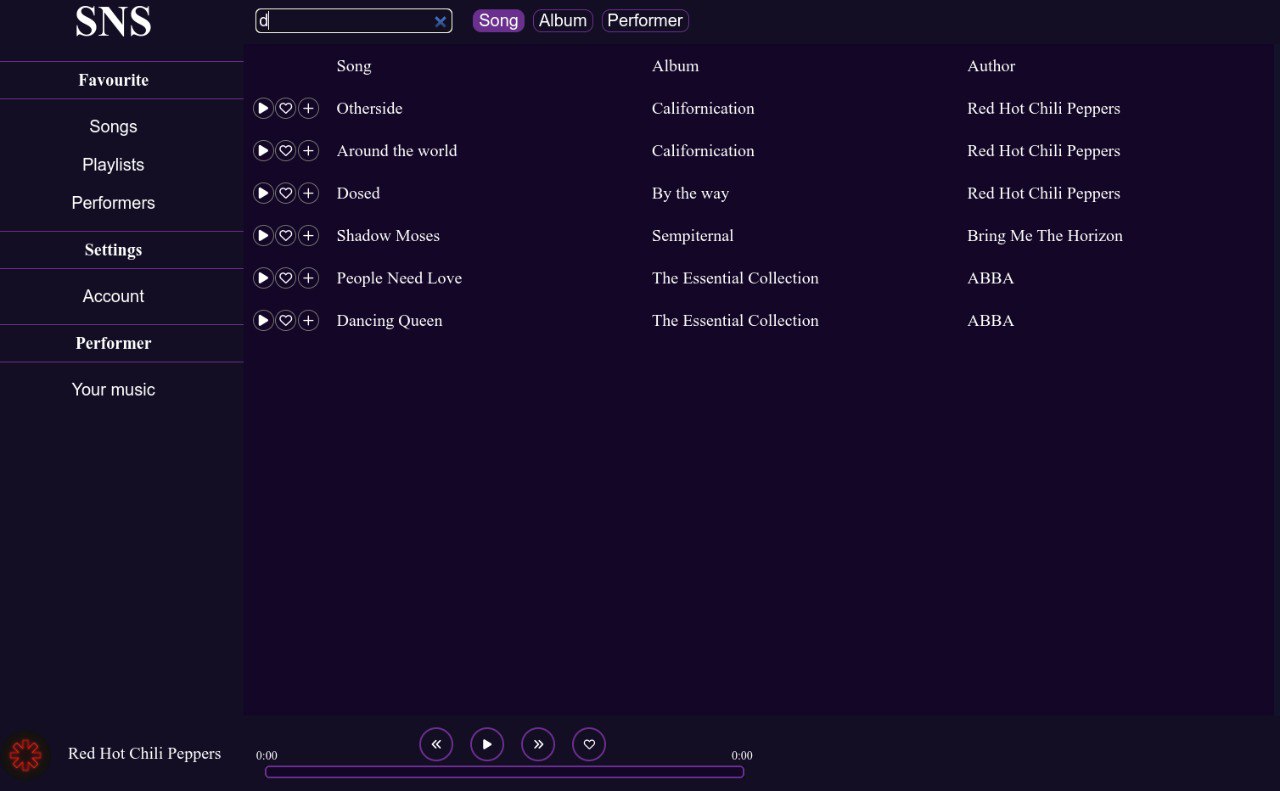 SNS
d
Song Album Performer
Favourite
Songs
Playlists
Performers
Settings
Account
Performer
Your music
Song Album Author
Otherside Californication Red Hot Chili Peppers
Around the world Californication Red Hot Chili Peppers
Dosed By the way Red Hot Chili Peppers
Shadow Moses Sempiternal Bring Me The Horizon
People Need Love The Essential Collection ABBA
Dancing Queen The Essential Collection ABBA
Red Hot Chili Peppers
0:00 0:00